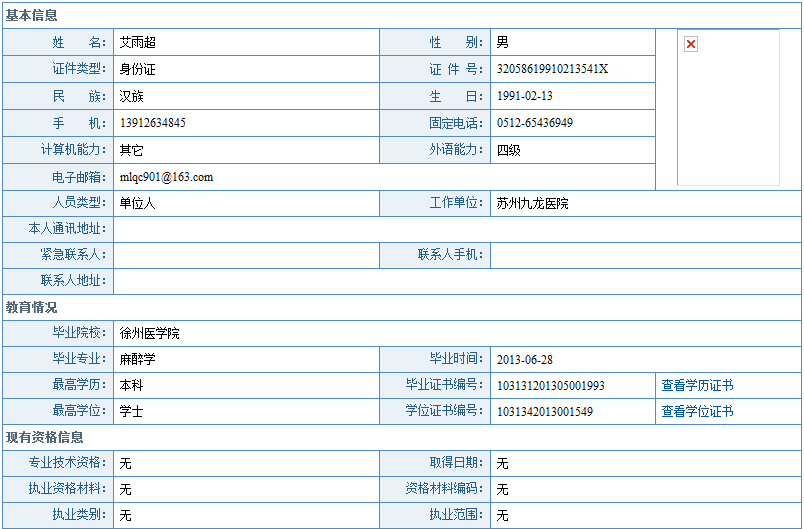 基本信息
姓 名： 艾雨超 性 别： 男
证件类型： 身份证 证 件 号： 32058619910213541X
民 族： 汉族 生 日： 1991-02-13
手 机： 13912634845 固定电话： 0512-65436949
计算机能力： 其它 外语能力： 四级
电子邮箱： mlqc901@163.com
人员类型： 单位人 工作单位： 苏州九龙医院
本人通讯地址：
紧急联系人： 联系人手机：
联系人地址：
教育情况
毕业院校： 徐州医学院
毕业专业： 麻醉学 毕业时间： 2013-06-28
最高学历： 本科 毕业证书编号： 103131201305001993 查看学历证书
最高学位： 学士 学位证书编号： 1031342013001549 查看学位证书
现有资格信息
专业技术资格： 无 取得日期： 无
执业资格材料： 无 资格材料编码： 无
执业类别： 无 执业范围： 无